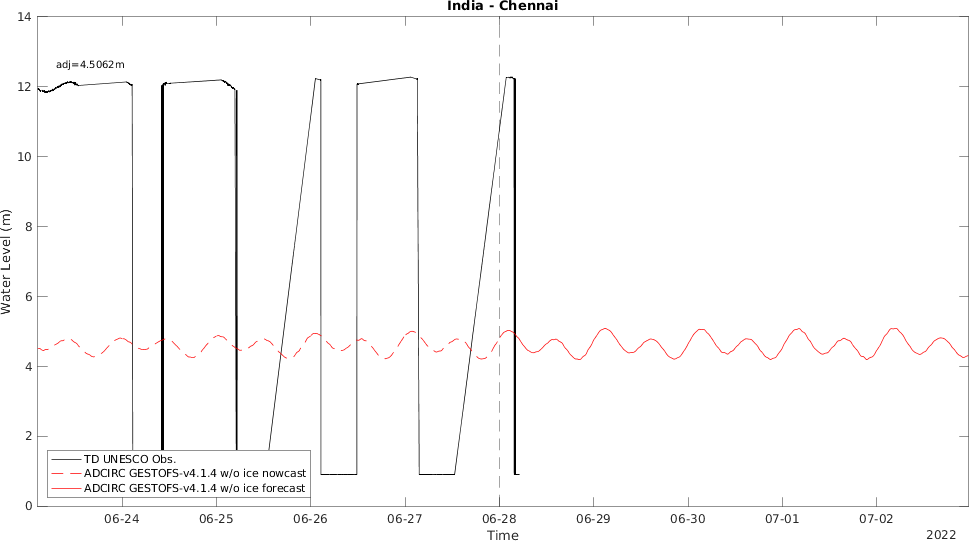 India - Chennai
14
adj=4.5062m
12
10
8
6
4
2
0
Water Level (m)
TD UNESCO Obs.
ADCIRC GESTOFS-v4.1.4 w/o ice nowcast
ADCIRC GESTOFS-v4.1.4 w/o ice forecast
06-24 06-25 06-26 06-27 06-28 06-29 06-30 07-01 07-02
Time
2022